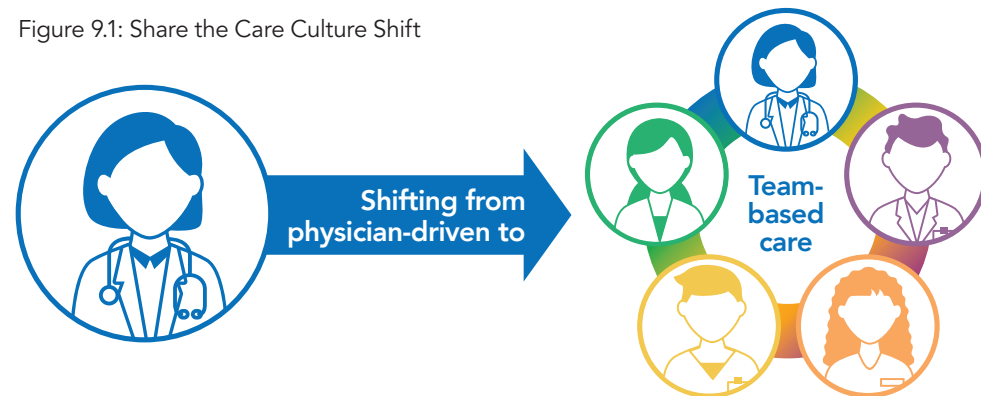 Figure 9.1: Share the Care Culture Shift
Shifting from
physician-driven to
Team-
based
care